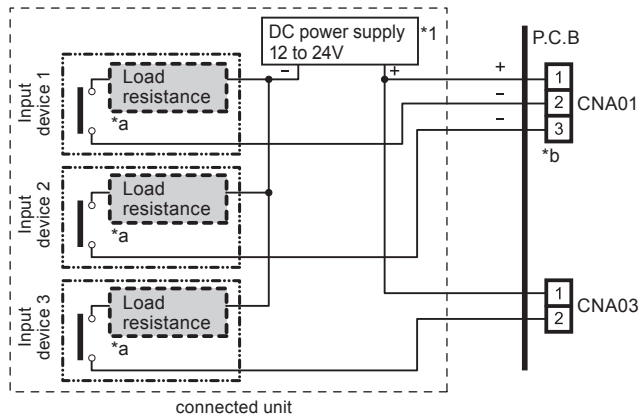 DC power supply
12 to 24V
*1
−
+
P.C.B
Input
device 1
Load
resistance
*a
+
−
−
1
2
3
CNA01
*b
Input
device 2
Load
resistance
*a
Input
device 3
Load
resistance
*a
1
2
CNA03
connected unit